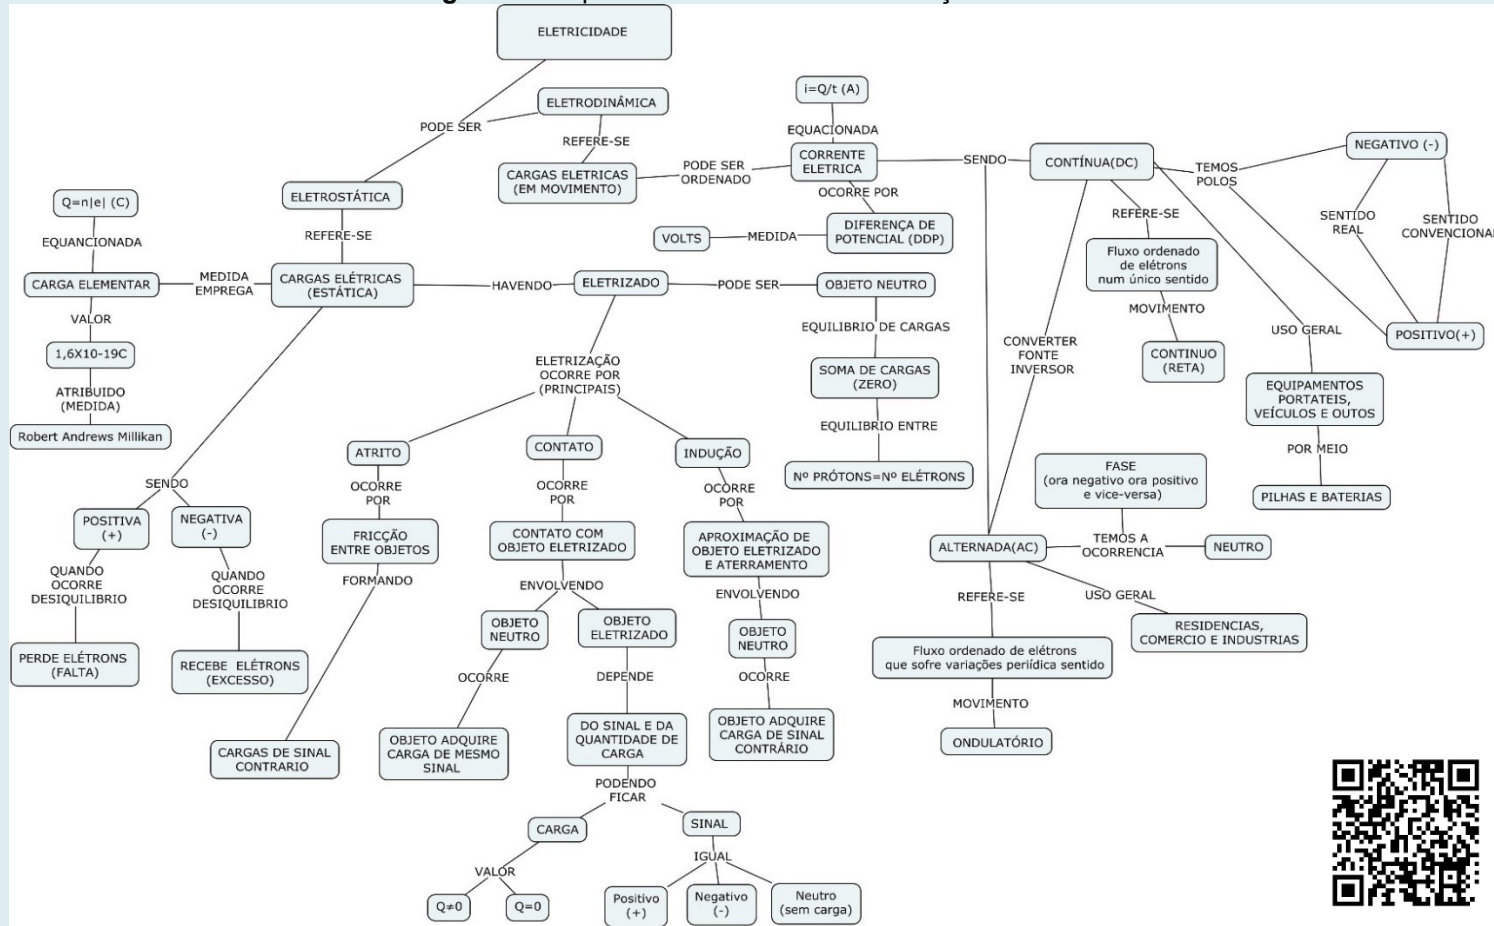 ELETRICIDADE
PODE SER
ELETRODINÂMICA
REFERE-SE
CARGAS ELETRICAS
(EM MOVIMENTO)
PODE SER
ORDENADO
i=Q/t (A)
EQUACIONADA
CORRENTE
ELETRICA
OCORRE POR
DIFERENÇA DE
POTENCIAL (DDP)
MEDIDA
VOLTS
SENDO
CONTÍNUA(DC)
TEMOS
POLOS
NEGATIVO (-)
SENTIDO
REAL
SENTIDO
CONVENCIONAL
POSITIVO(+)
REFERE-SE
Fluxo ordenado
de elétrons
num único sentido
MOVIMENTO
CONTINUO
(RETA)
USO GERAL
EQUIPAMENTOS
PORTATEIS,
VEÍCULOS E OUTOS
POR MEIO
PILHAS E BATERIAS
CONVERTER
FONTE
INVERSOR
ALTERNADA(AC)
TEMOS A
OCORRENCIA
FASE
(ora negativo ora positivo
e vice-versa)
NEUTRO
USO GERAL
RESIDENCIAS,
COMERCIO E INDUSTRIAS
REFERE-SE
Fluxo ordenado de elétrons
que sofre variações periídica sentido
MOVIMENTO
ONDULATÓRIO
ELETROSTÁTICA
REFERE-SE
CARGAS ELÉTRICAS
(ESTÁTICA)
MEDIDA
EMPREGA
CARGA ELEMENTAR
EQUANCIONADA
Q=n|e| (C)
VALOR
1,6X10-19C
ATRIBUIDO
(MEDIDA)
Robert Andrews Millikan
SENDO
POSITIVA
(+)
QUANDO
OCORRE
DESIQUILIBRIO
PERDE ELÉTRONS
(FALTA)
NEGATIVA
(-)
QUANDO
OCORRE
DESIQUILIBRIO
RECEBE ELÉTRONS
(EXCESSO)
HAVENDO
ELETRIZADO
PODE SER
OBJETO NEUTRO
EQUILIBRIO DE CARGAS
SOMA DE CARGAS
(ZERO)
EQUILIBRIO ENTRE
Nº PRÓTONS=Nº ELÉTRONS
ELETRIZAÇÃO
OCORRE POR
(PRINCIPAIS)
ATRITO
OCORRE
POR
FRICÇÃO
ENTRE OBJETOS
FORMANDO
CARGAS DE SINAL
CONTRARIO
CONTATO
OCORRE
POR
CONTATO COM
OBJETO ELETRIZADO
ENVOLVENDO
OBJETO
NEUTRO
OCORRE
OBJETO ADQUIRE
CARGA DE MESMO
SINAL
OBJETO
ELETRIZADO
DEPENDE
DO SINAL E DA
QUANTIDADE DE
CARGA
PODENDO
FICAR
CARGA
VALOR
Q≠0
Q=0
SINAL
IGUAL
Positivo
(+)
Negativo
(-)
Neutro
(sem carga)
INDUÇÃO
OCORRE
POR
APROXIMAÇÃO DE
OBJETO ELETRIZADO
E ATERRAMENTO
ENVOLVENDO
OBJETO
NEUTRO
OCORRE
OBJETO ADQUIRE
CARGA DE SINAL
CONTRÁRIO